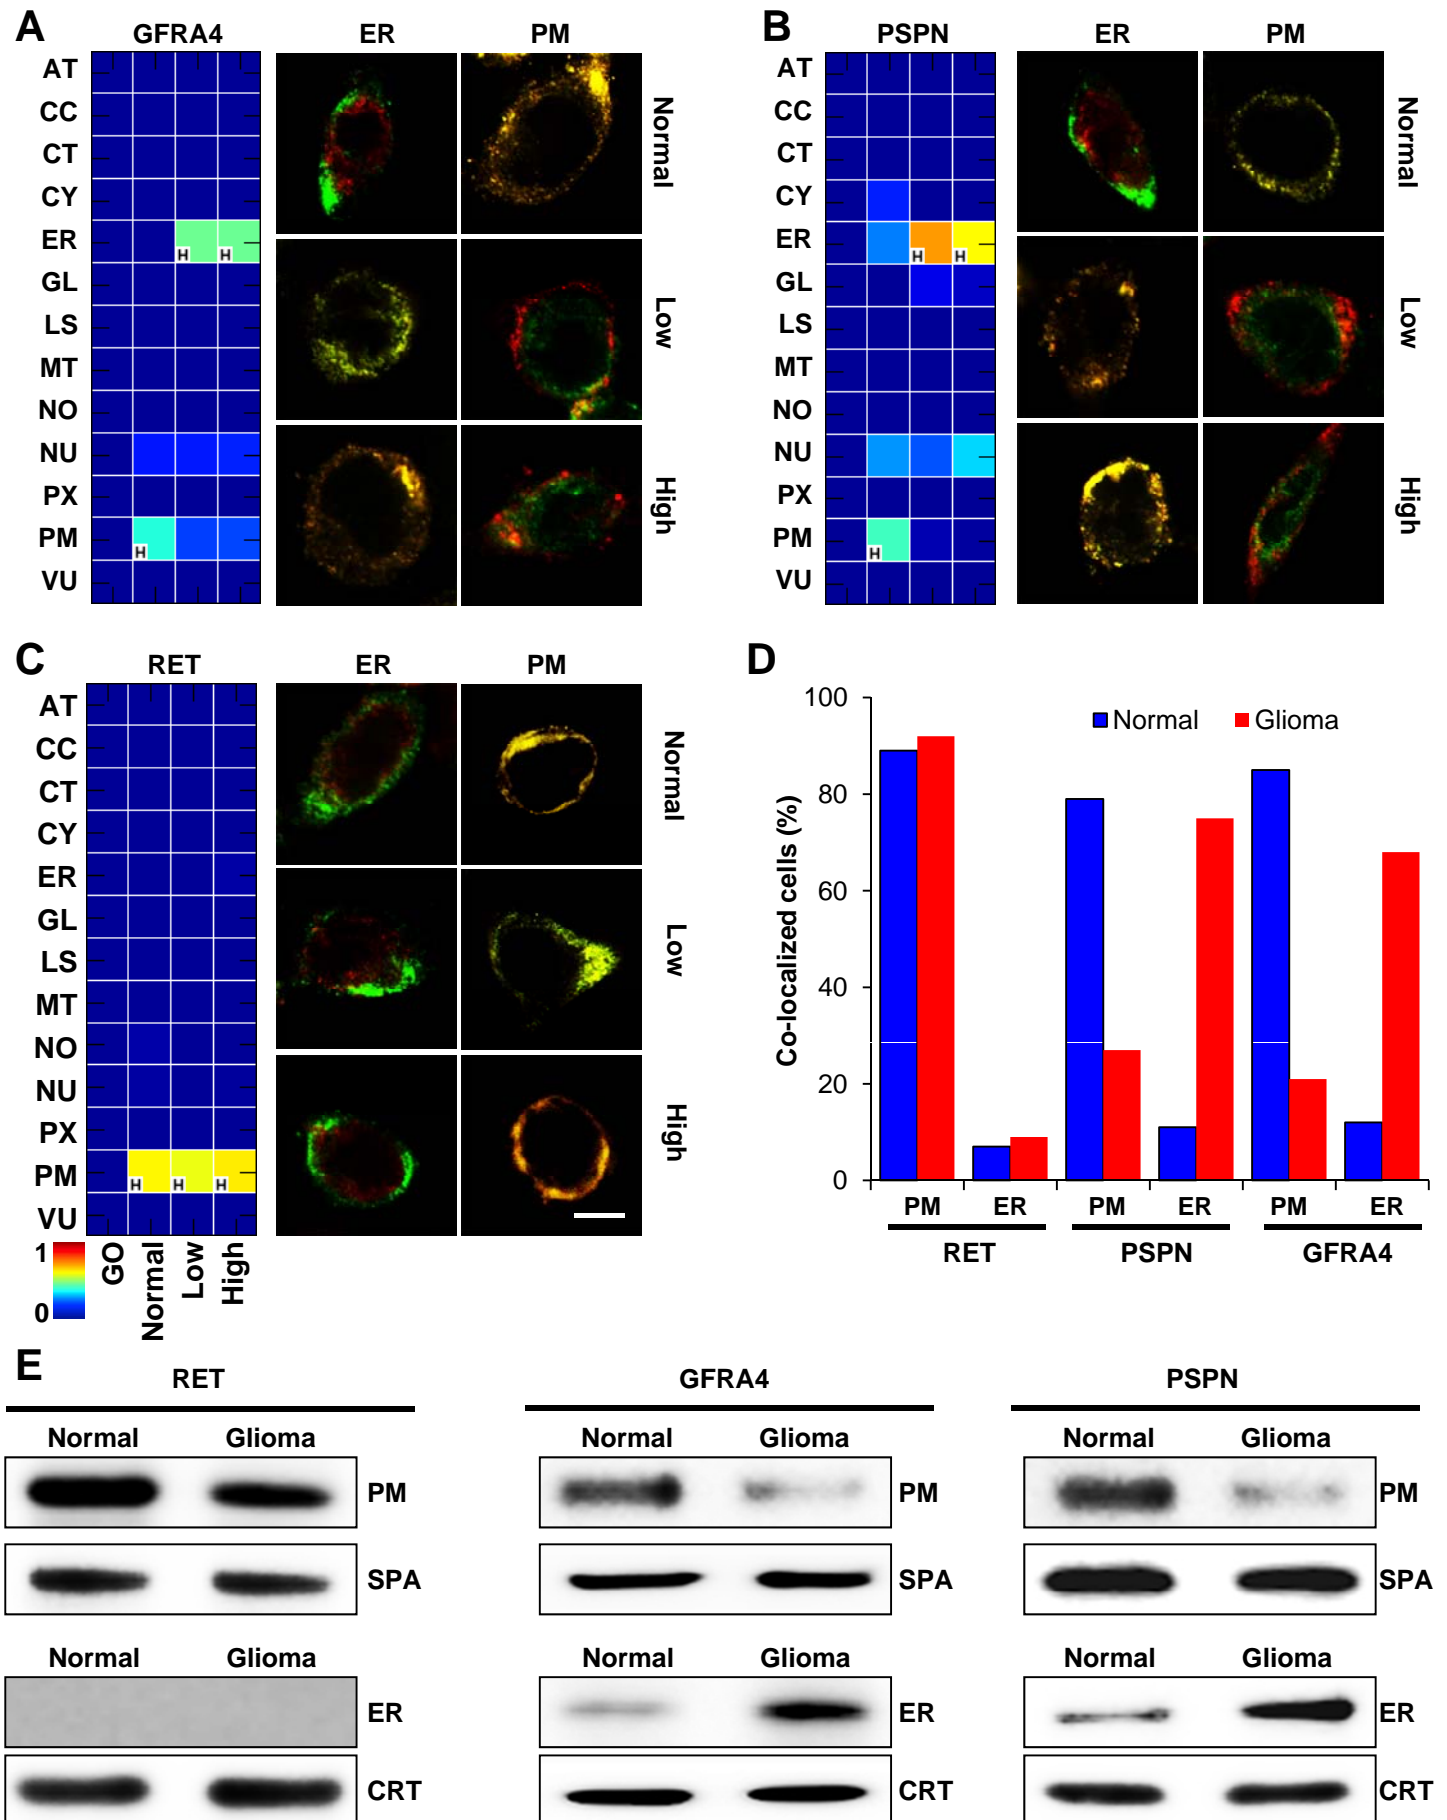 A
GFRA4
ER
PM
AT
CC
CT
CY
ER
GL
LS
MT
NO
NU
PX
PM
VU
H
H
H
Normal
Low
High
B
PSPN
ER
PM
AT
CC
CT
CY
ER
GL
LS
MT
NO
NU
PX
PM
VU
H
H
H
Normal
Low
High
C
RET
ER
PM
AT
CC
CT
CY
ER
GL
LS
MT
NO
NU
PX
PM
VU
H
H
H
1
0
GO
Normal
Low
High
Normal
Low
High
D
Co-localized cells (%)
100
80
60
40
20
0
Normal
Glioma
PM
ER
PM
ER
PM
ER
RET
PSPN
GFRA4
E
RET
Normal Glioma
PM
SPA
Normal Glioma
ER
CRT
GFRA4
Normal Glioma
PM
SPA
Normal Glioma
ER
CRT
PSPN
Normal Glioma
PM
SPA
Normal Glioma
ER
CRT